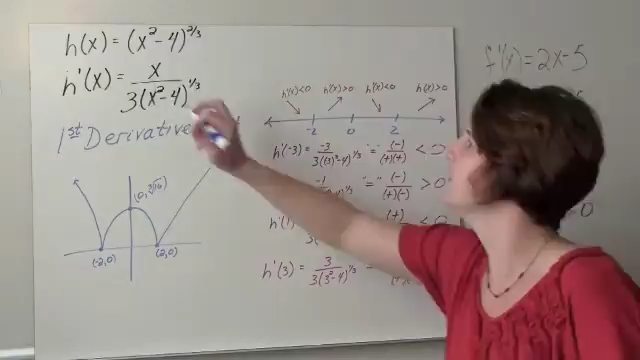 h(x) = (x² - 4)^2/3
h'(x) = x / 3(x² - 4)^1/3
1st Derivative
(0, ∛16)
(-2,0) (2,0)
h'(x)<0 h'(x)>0 h'(x)<0 h'(x)>0
-2 0 2
h'(-3) = -3 / 3((3)² - 4)^1/3 "=" (-) / (+)(+) < 0
"=" (-) / (+)(-) > 0
h'(1) (+) < 0
h'(3) = 3 / 3(3² - 4)^1/3
f'(x) = 2x - 5